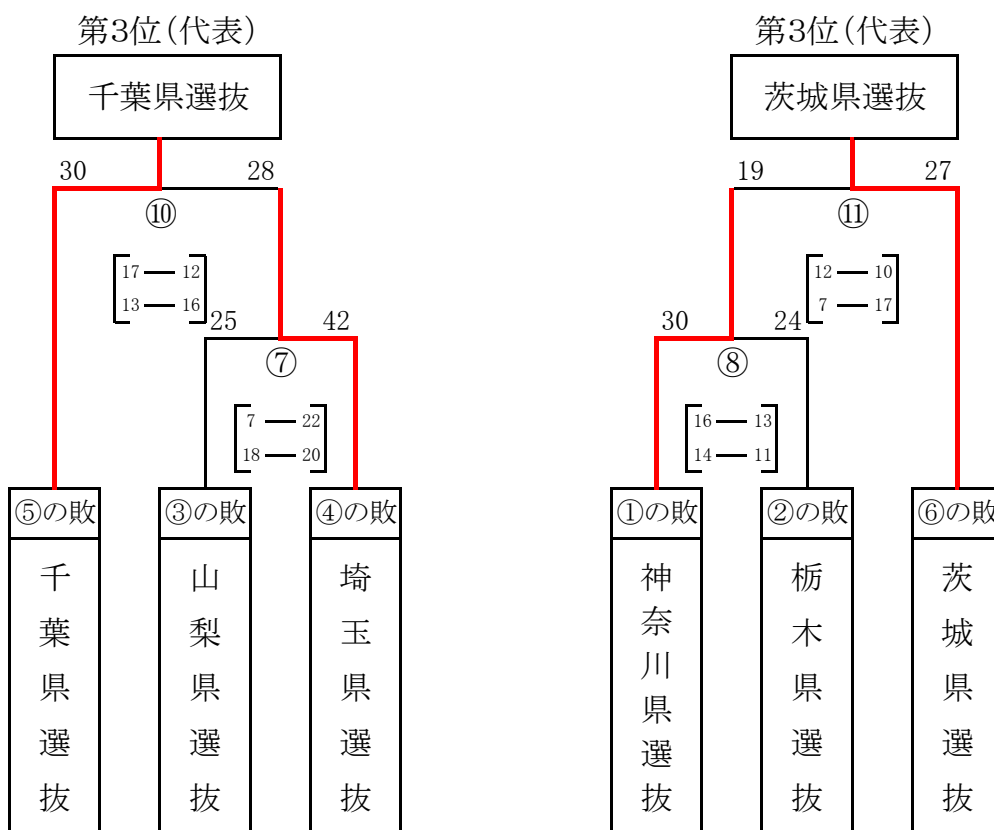 第3位(代表)
千葉県選抜
30 28
⑩
17 12
13 16
25 42
⑦
7 22
18 20
⑤の敗 ③の敗 ④の敗
千葉県選抜
山梨県選抜
埼玉県選抜
第3位(代表)
茨城県選抜
19 27
⑪
12 10
7 17
30 24
⑧
16 13
14 11
①の敗 ②の敗 ⑥の敗
神奈川県選抜
栃木県選抜
茨城県選抜